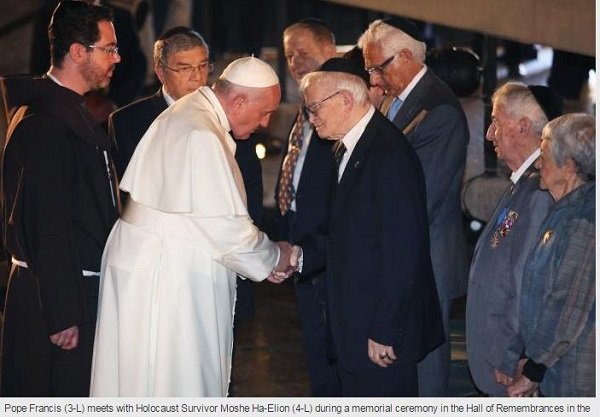 Pope Francis (3-L) meets with Holocaust Survivor Moshe Ha-Elion (4-L) during a memorial ceremony in the Hall of Remembrances in the